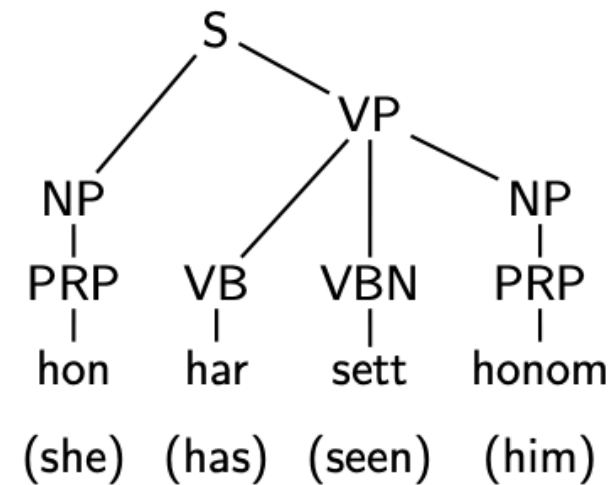 S
VP
NP NP
PRP VB VBN PRP
hon har sett honom
(she) (has) (seen) (him)